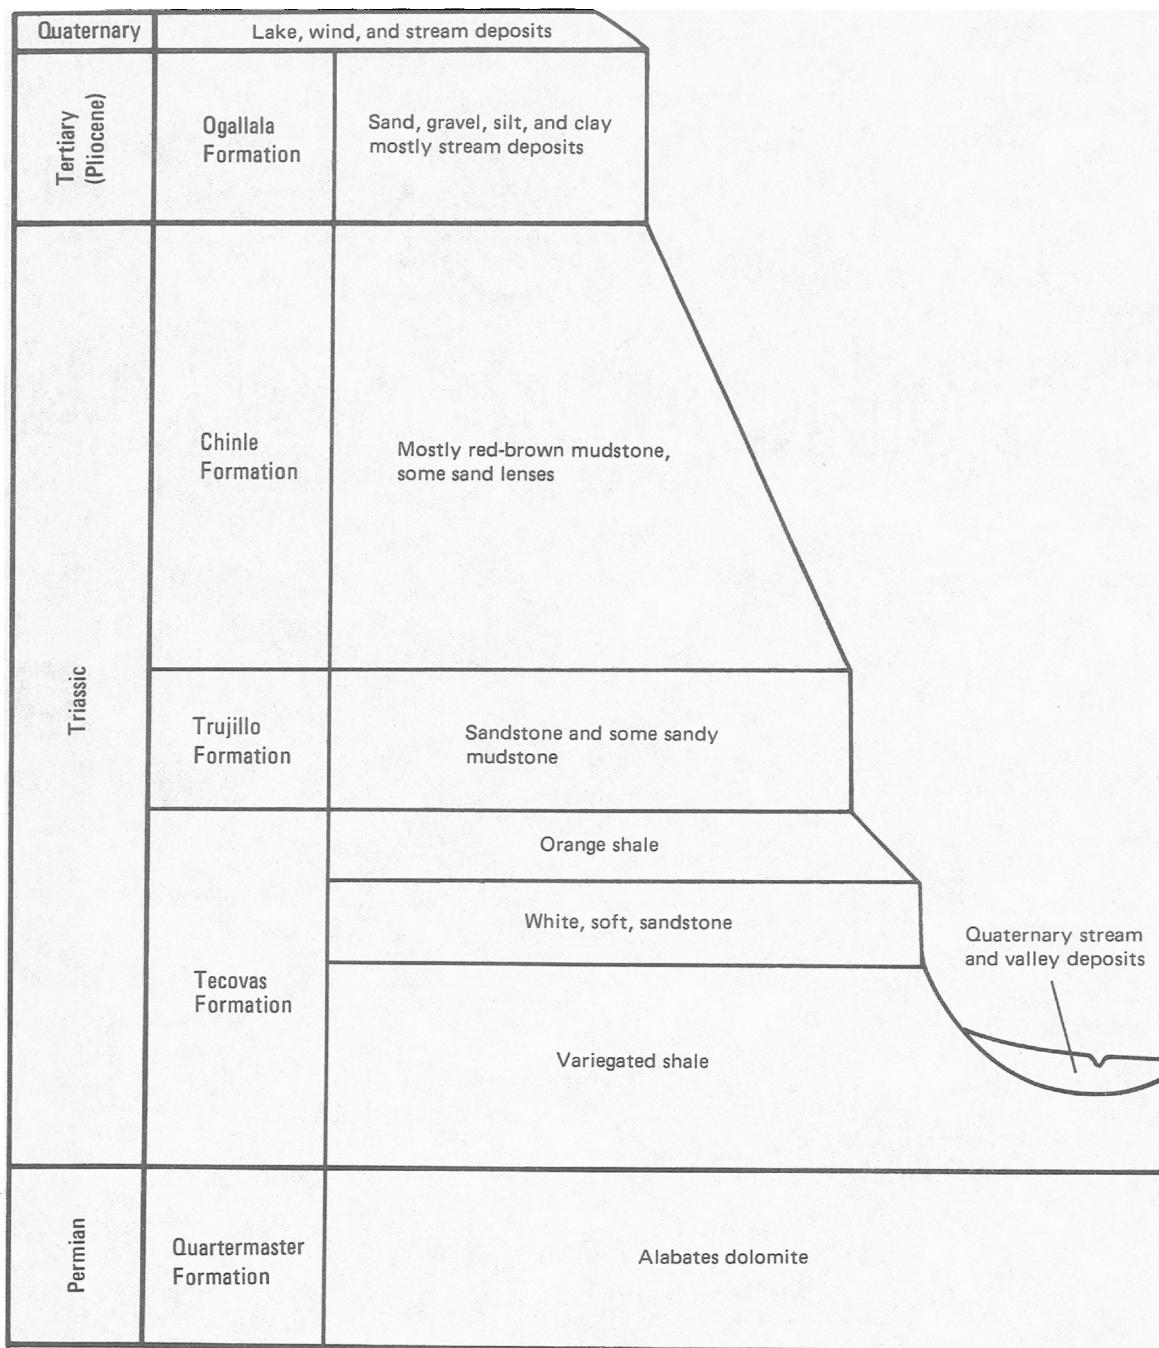 Quaternary
Lake, wind, and stream deposits
Tertiary
(Pliocene)
Ogallala
Formation
Sand, gravel, silt, and clay
mostly stream deposits
Triassic
Chinle
Formation
Mostly red-brown mudstone,
some sand lenses
Trujillo
Formation
Sandstone and some sandy
mudstone
Tecovas
Formation
Orange shale
White, soft, sandstone
Variegated shale
Quaternary stream
and valley deposits
Permian
Quartermaster
Formation
Alabates dolomite